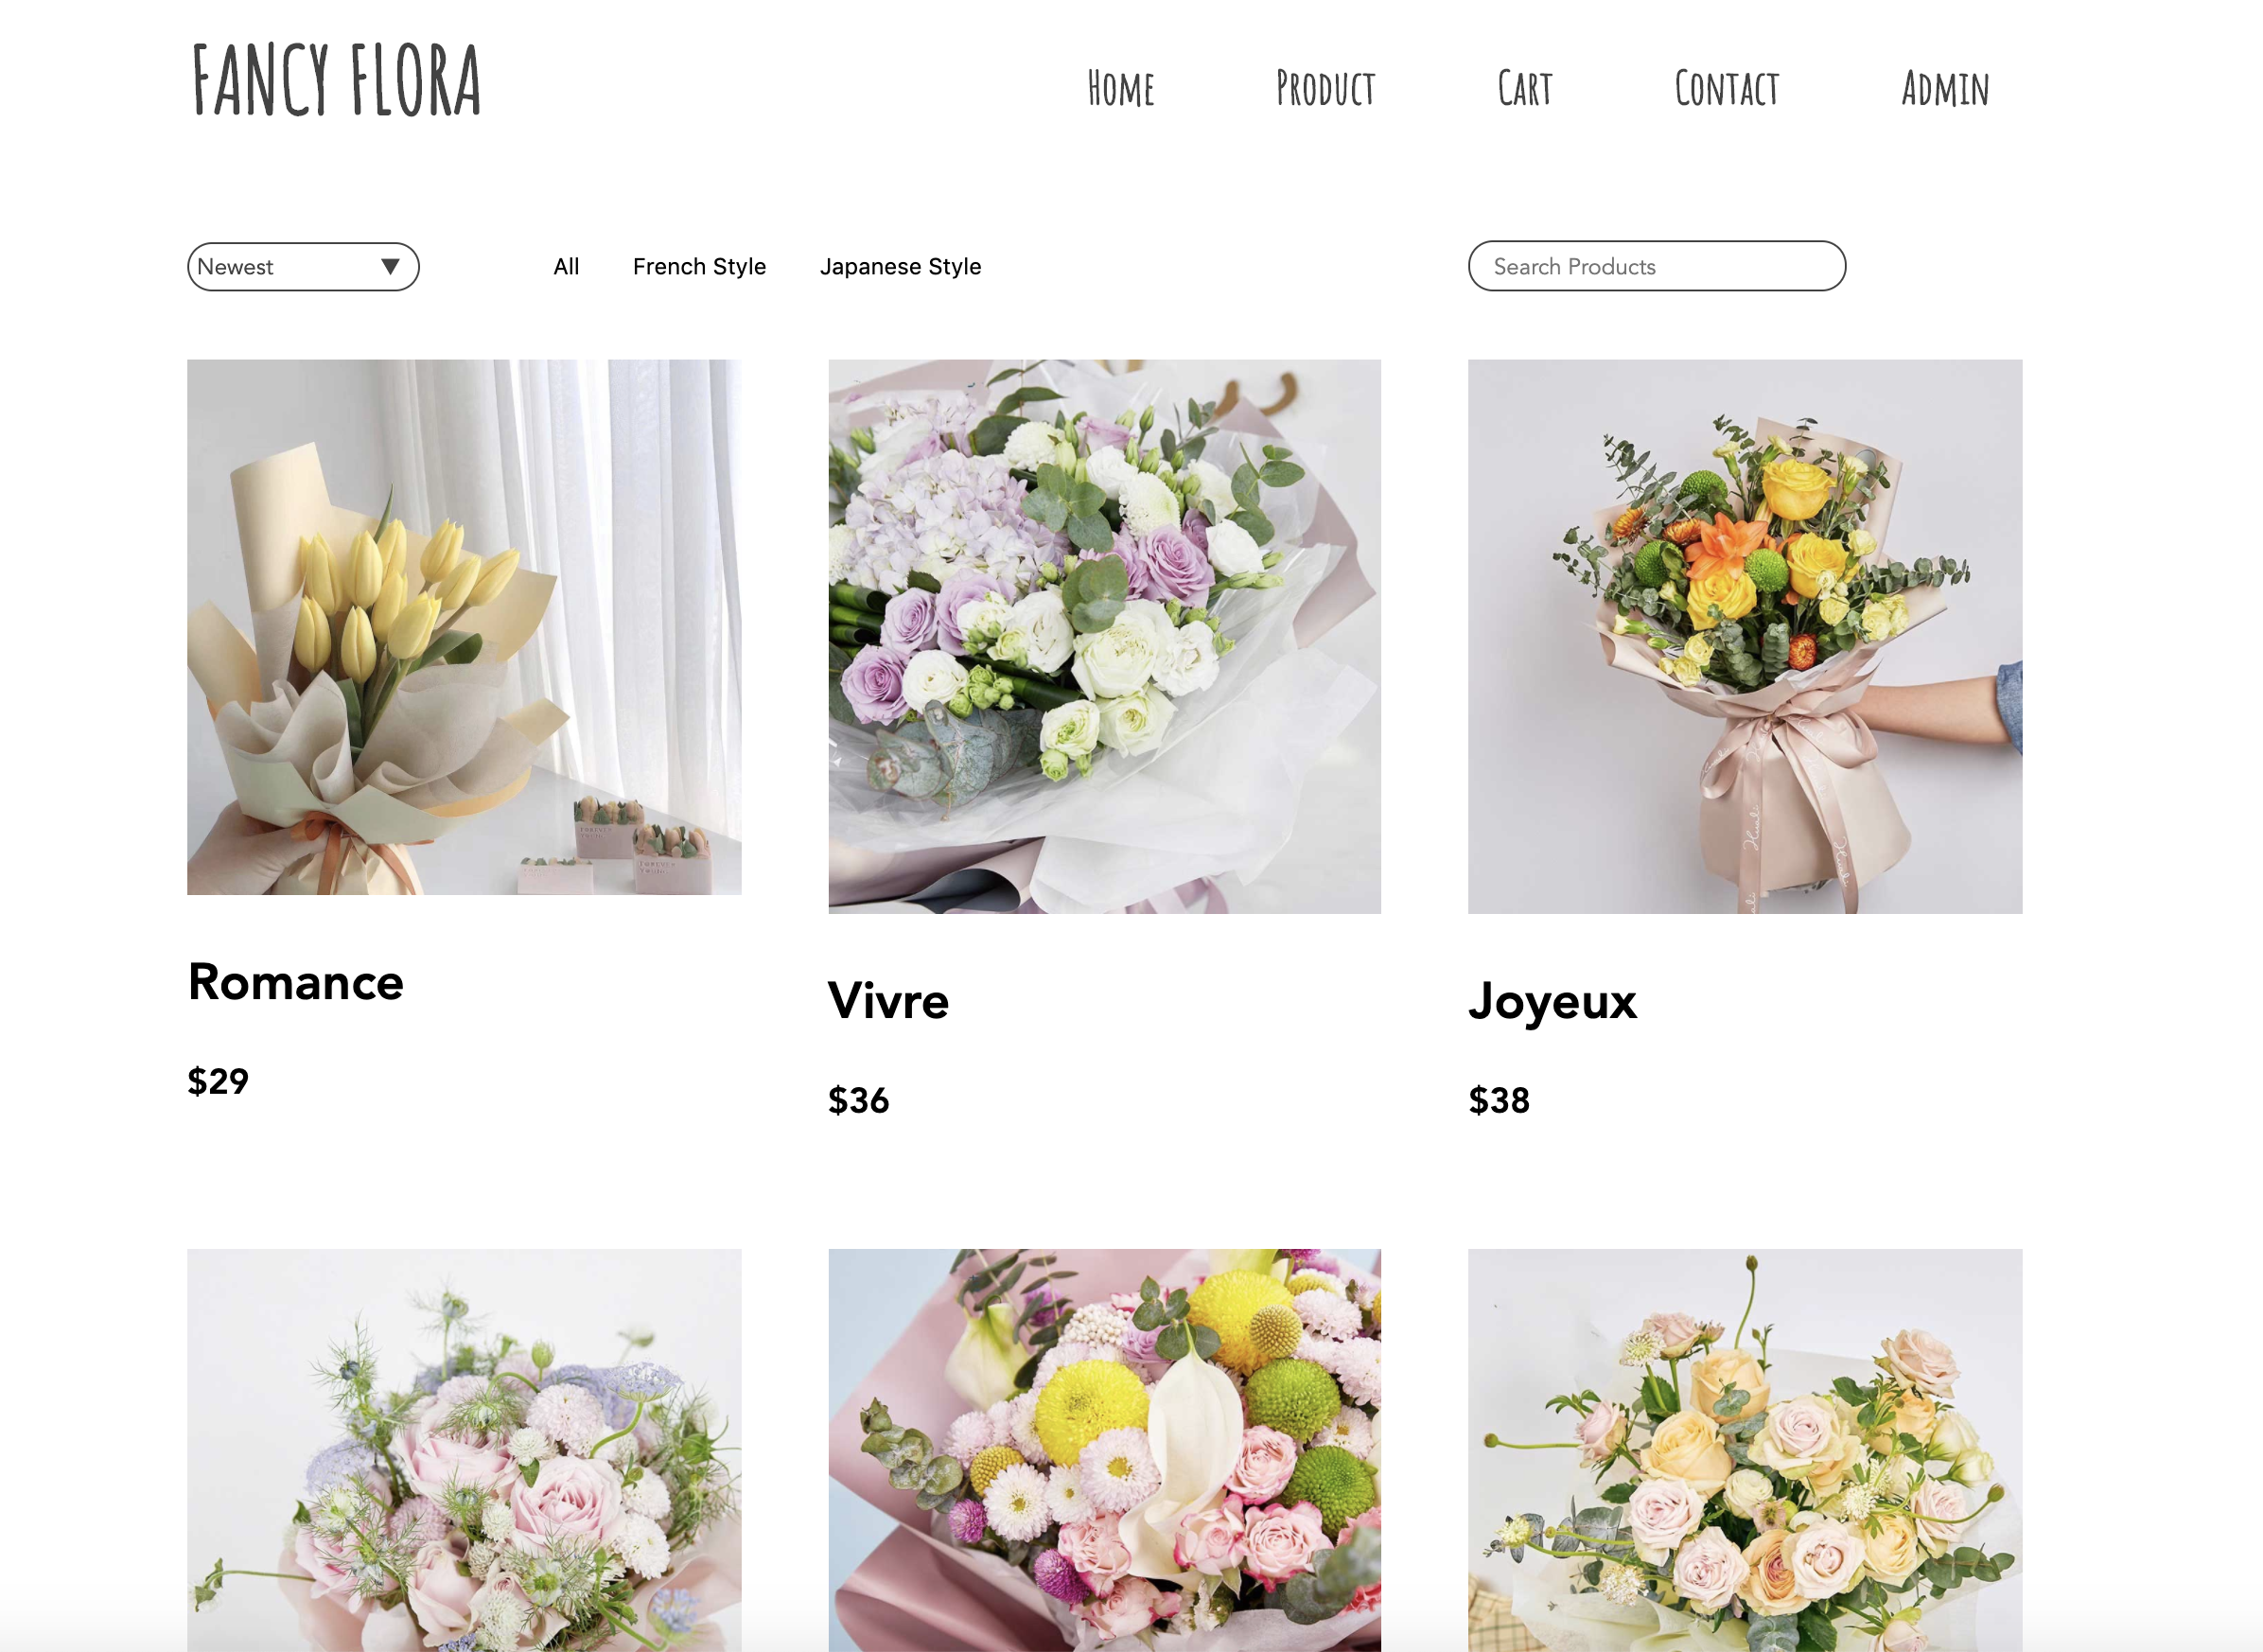 FANCY FLORA
Home Product Cart Contact Admin
Newest ▼ All French Style Japanese Style Search Products
Romance
$29
Vivre
$36
Joyeux
$38